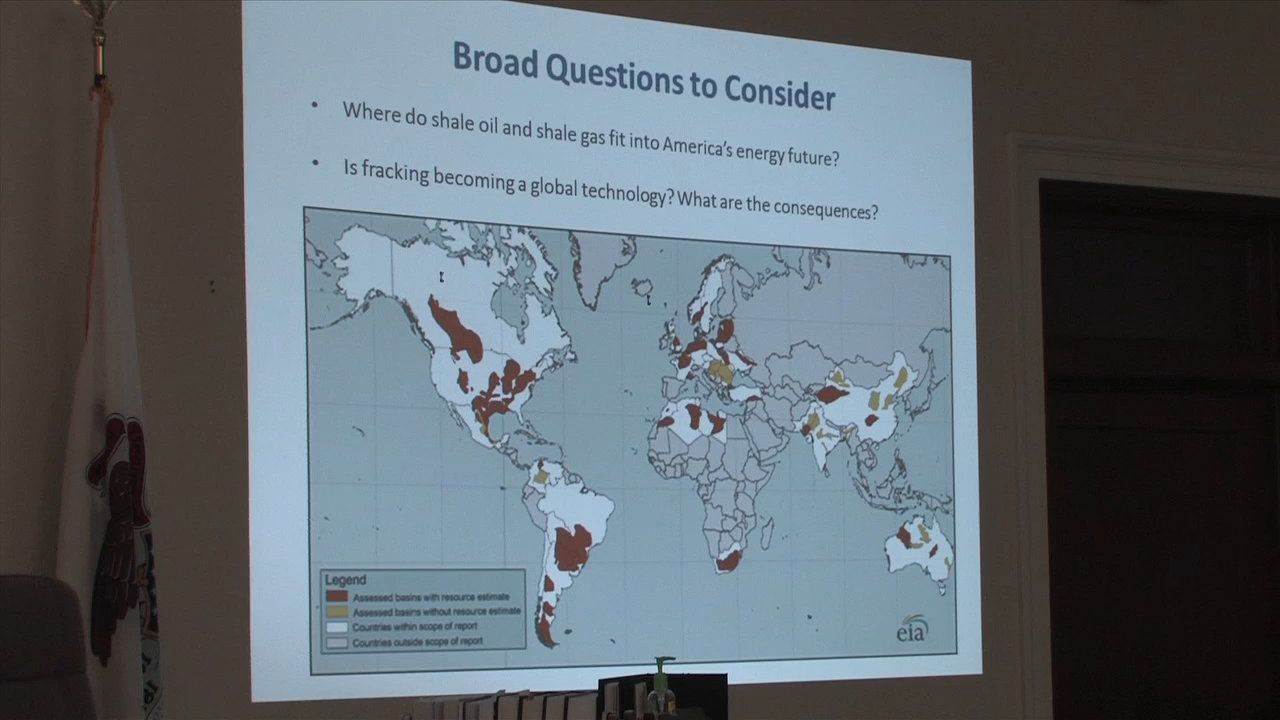 Broad Questions to Consider
• Where do shale oil and shale gas fit into America's energy future?
• Is fracking becoming a global technology? What are the consequences?
Legend
Assessed basins with resource estimate
Assessed basins without resource estimate
Countries within scope of report
Countries outside scope of report
eia